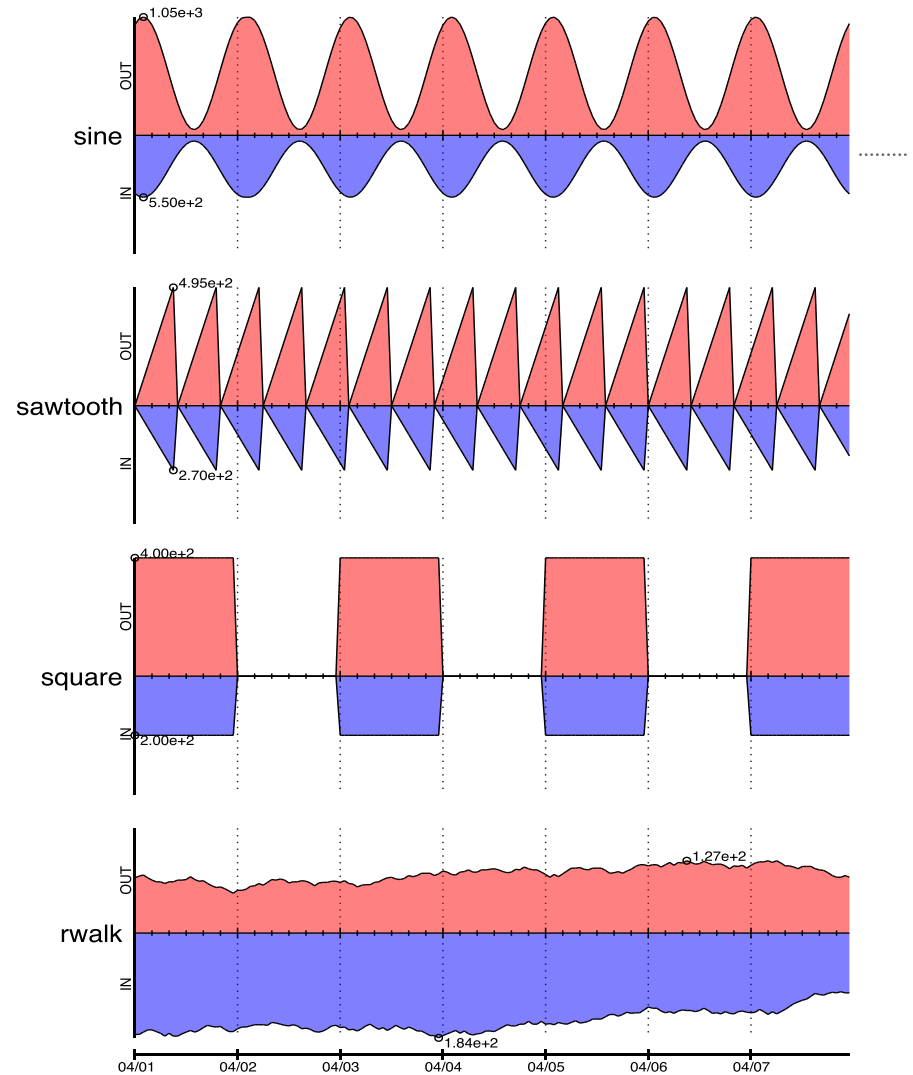 1.05e+3
OUT
sine
IN
5.50e+2
4.95e+2
OUT
sawtooth
IN
2.70e+2
4.00e+2
OUT
square
IN
2.00e+2
1.27e+2
OUT
rwalk
IN
1.84e+2
04/01 04/02 04/03 04/04 04/05 04/06 04/07